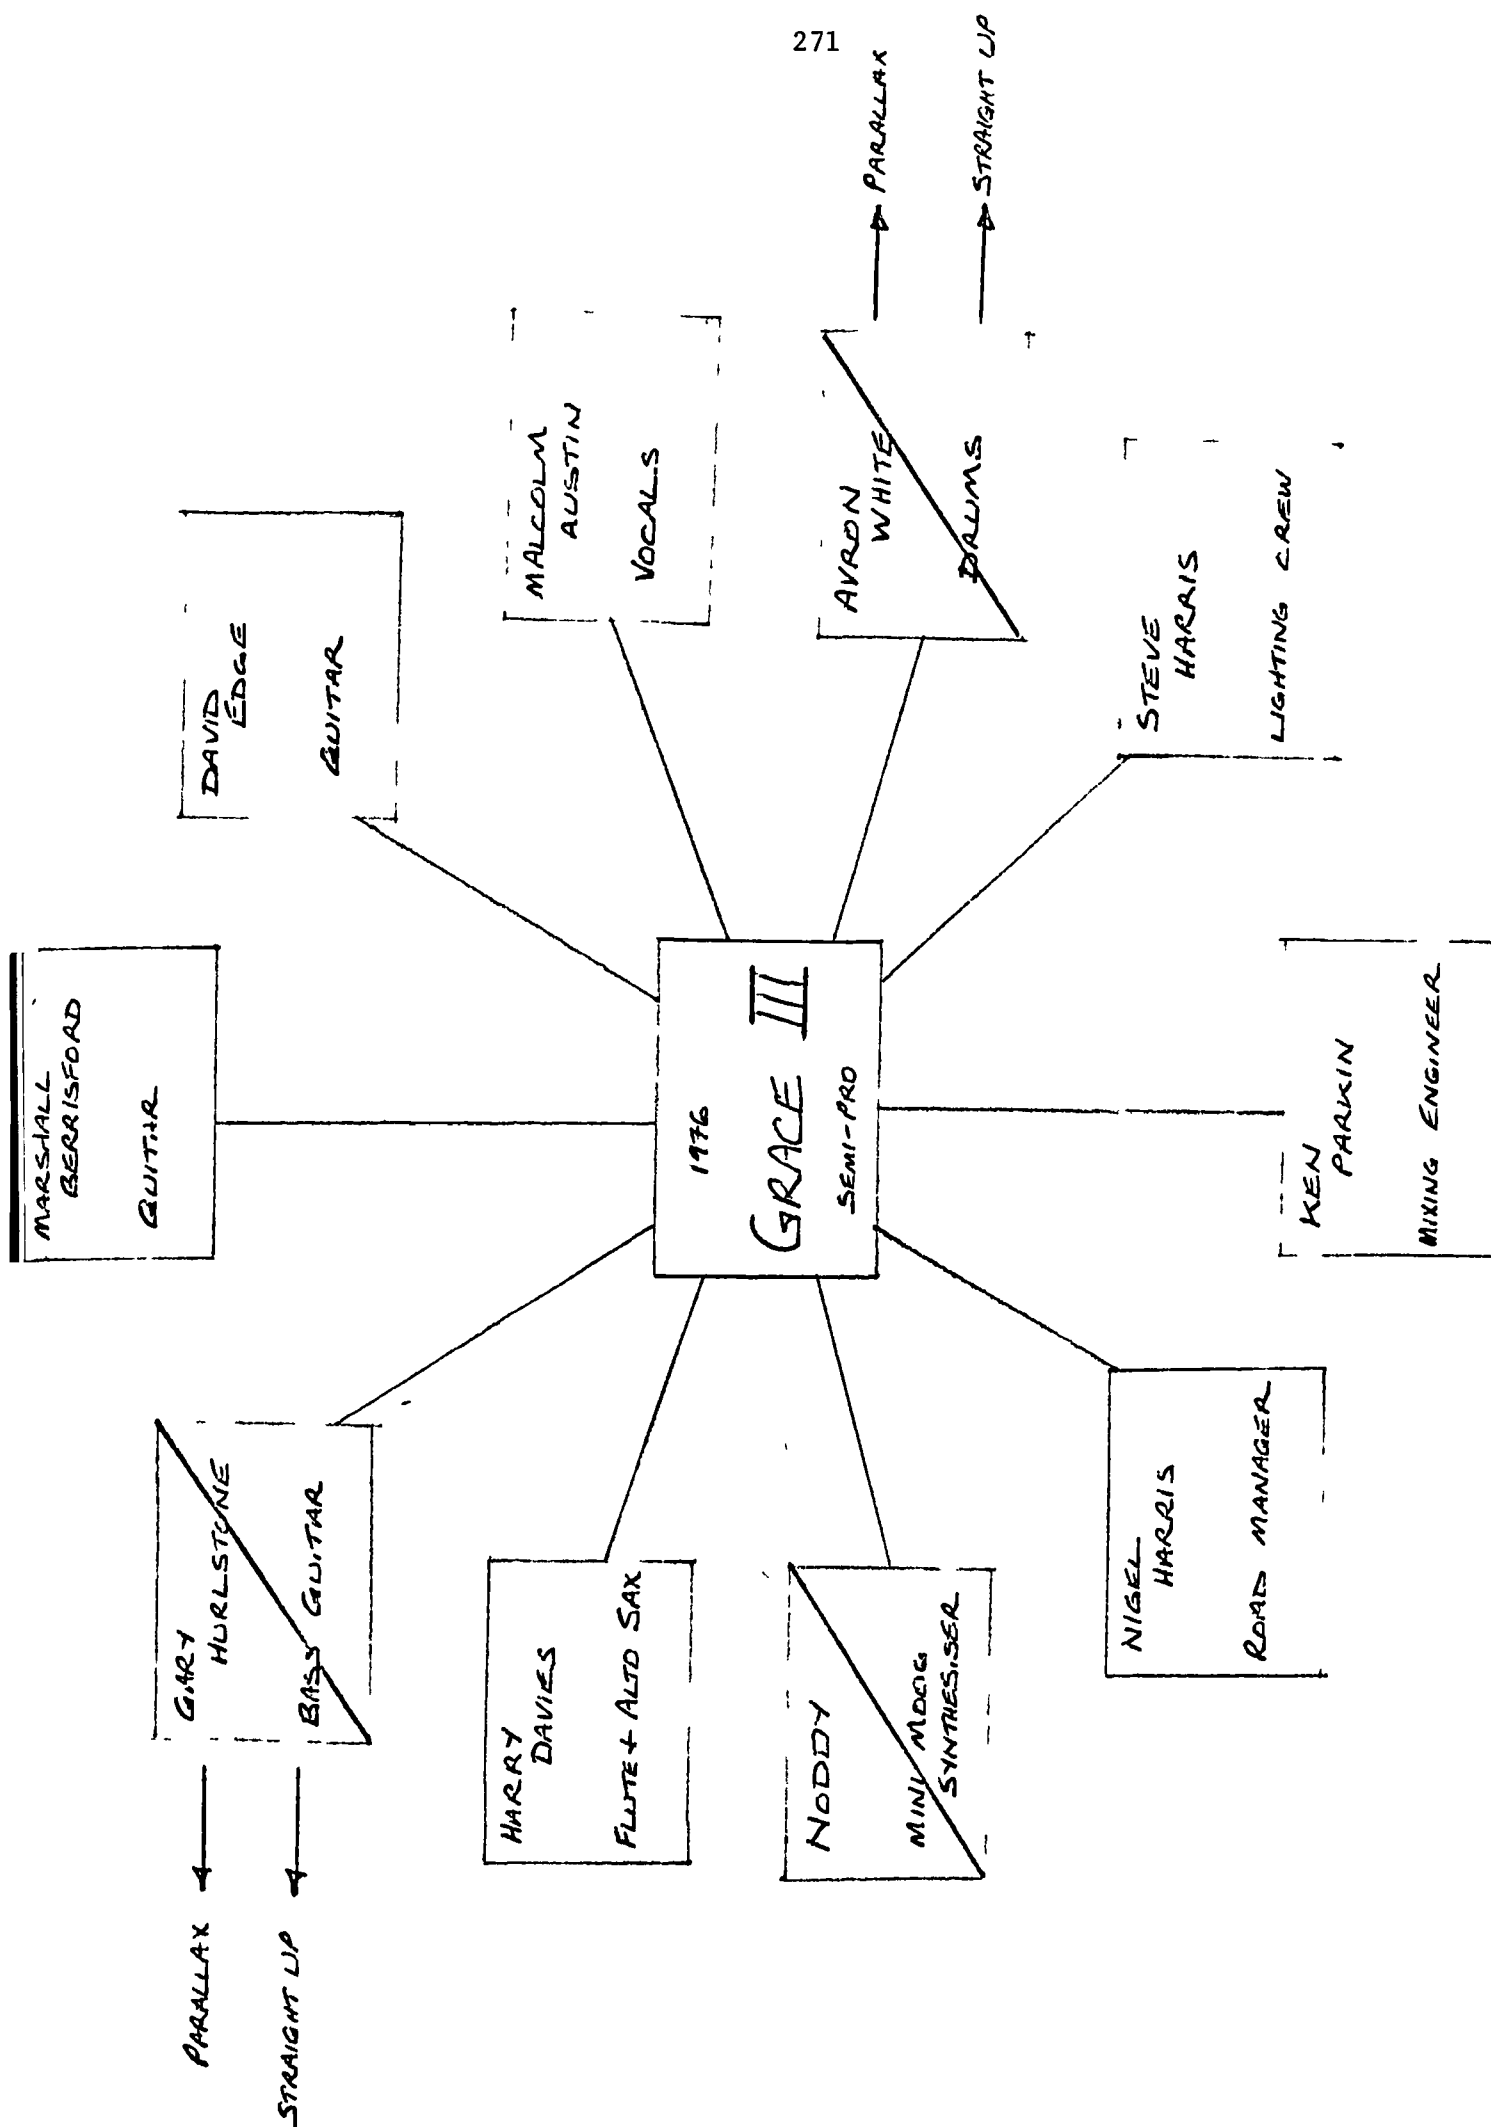 271
MARSHALL
BERRISFORD
GUITAR
DAVID
EDGE
GUITAR
MALCOLM
AUSTIN
VOCALS
AVRON
WHITE
DRUMS
PARALLAX
STRAIGHT UP
STEVE
HARRIS
LIGHTING CREW
KEN
PARKIN
MIXING ENGINEER
NIGEL
HARRIS
ROAD MANAGER
NODDY
MINI MOOG
SYNTHESISER
HARRY
DAVIES
FLUTE + ALTO SAX
GARY
HURLSTONE
BASS GUITAR
PARALLAX
STRAIGHT UP
1976
GRACE III
SEMI-PRO